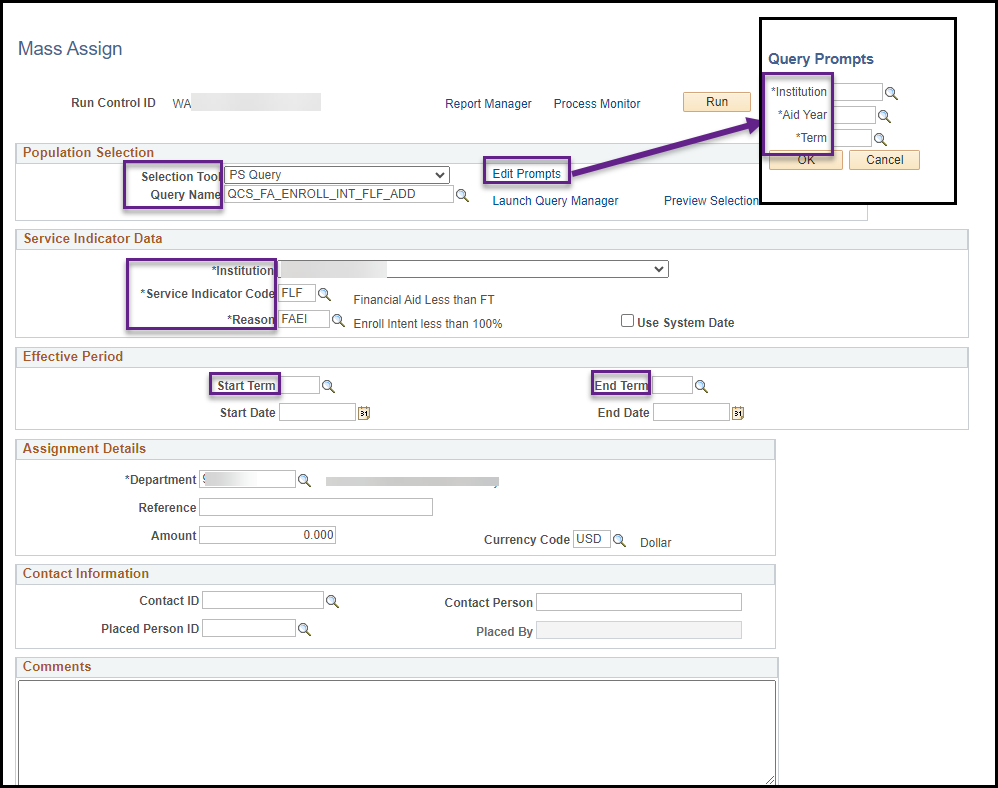 Mass Assign
Query Prompts
*Institution
*Aid Year
*Term
OK Cancel
Run Control ID WA
Report Manager Process Monitor Run
Population Selection
Selection Tool PS Query Edit Prompts
Query Name QCS_FA_ENROLL_INT_FLF_ADD Launch Query Manager Preview Selection
Service Indicator Data
*Institution
*Service Indicator Code FLF Financial Aid Less than FT
*Reason FAEI Enroll Intent less than 100% Use System Date
Effective Period
Start Term End Term
Start Date 31 End Date 31
Assignment Details
*Department
Reference
Amount 0.000 Currency Code USD Dollar
Contact Information
Contact ID Contact Person
Placed Person ID Placed By
Comments